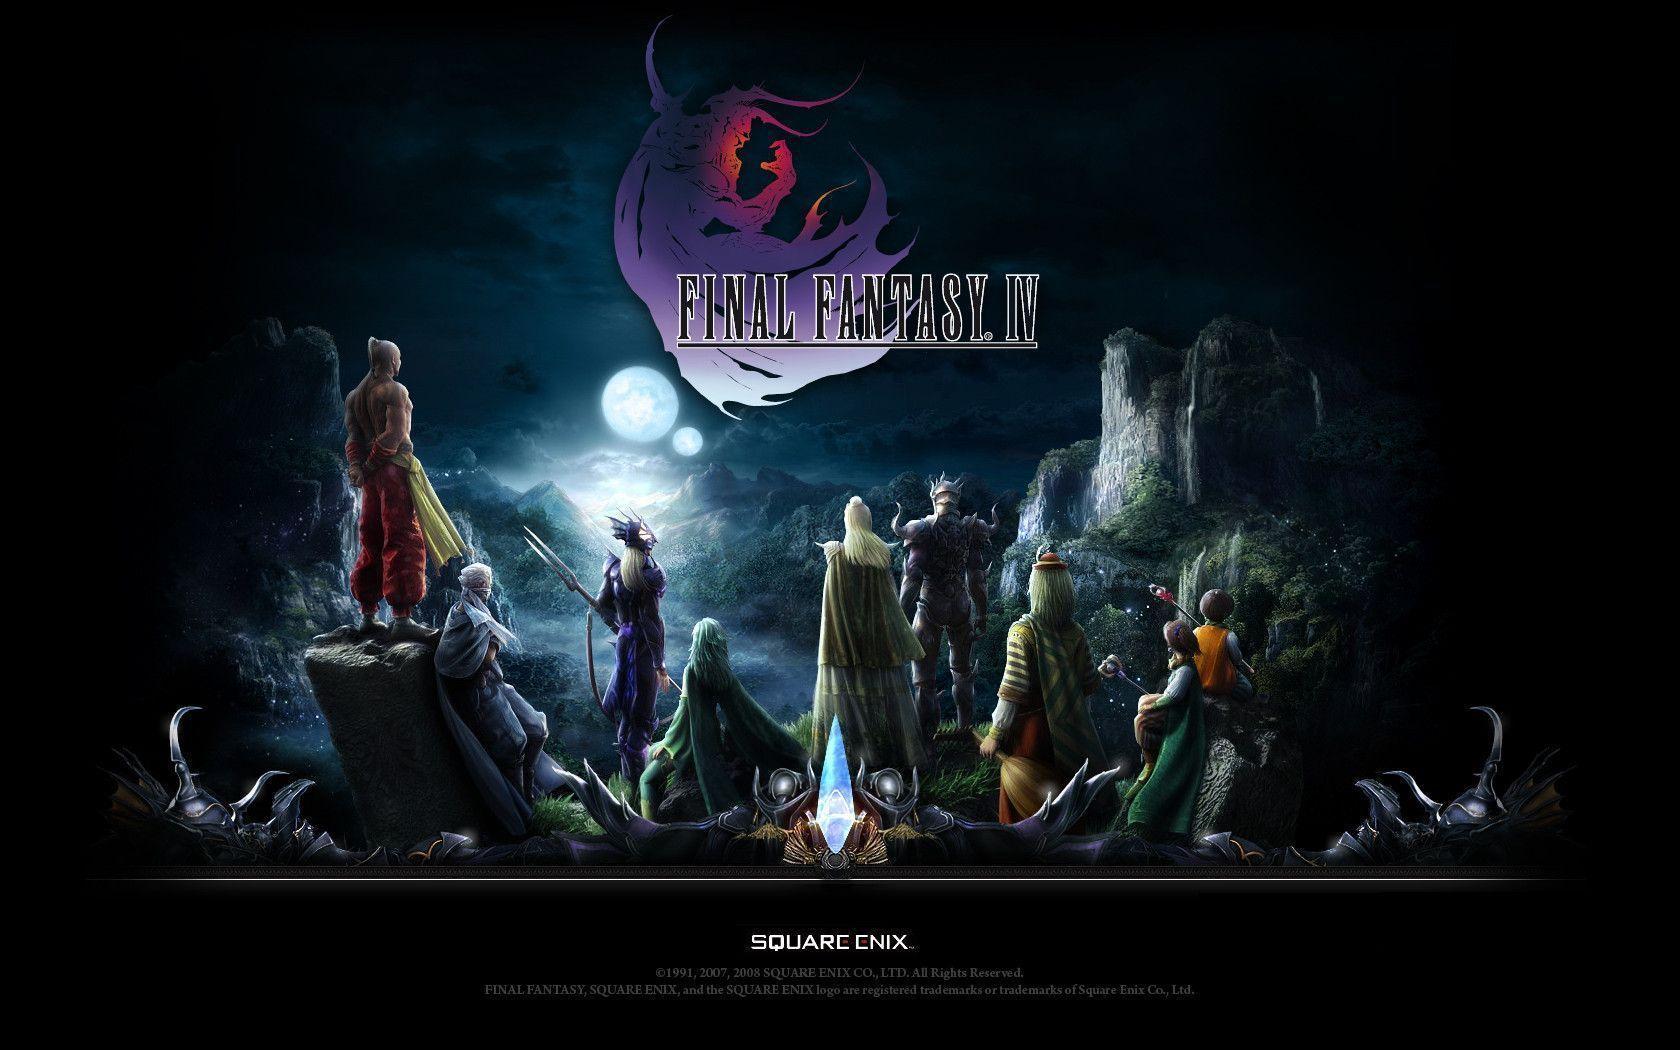 FINAL FANTASY® IV
SQUARE ENIX™
©1991, 2007, 2008 SQUARE ENIX CO., LTD. All Rights Reserved.
FINAL FANTASY, SQUARE ENIX, and the SQUARE ENIX logo are registered trademarks or trademarks of Square Enix Co., Ltd.